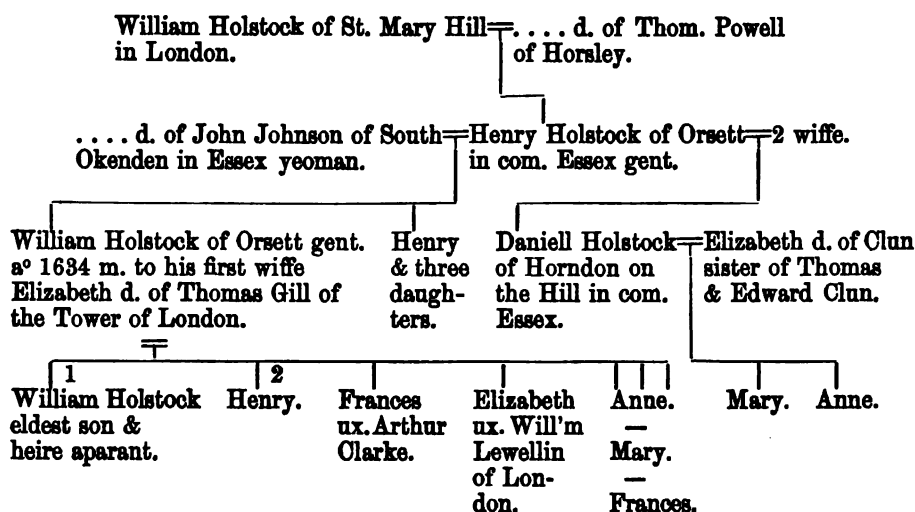 William Holstock of St. Mary Hill
in London.
. . . . d. of Thom. Powell
of Horsley.
. . . . d. of John Johnson of South
Okenden in Essex yeoman.
Henry Holstock of Orsett
in com. Essex gent.
2 wiffe.
William Holstock of Orsett gent.
aº 1634 m. to his first wiffe
Elizabeth d. of Thomas Gill of
the Tower of London.
Henry
& three
daugh-
ters.
Daniell Holstock
of Horndon on
the Hill in com.
Essex.
Elizabeth d. of Clun
sister of Thomas
& Edward Clun.
1
William Holstock
eldest son &
heire aparant.
2
Henry.
Frances
ux. Arthur
Clarke.
Elizabeth
ux. Will'm
Lewellin
of Lon-
don.
Anne.
—
Mary.
—
Frances.
Mary.
Anne.